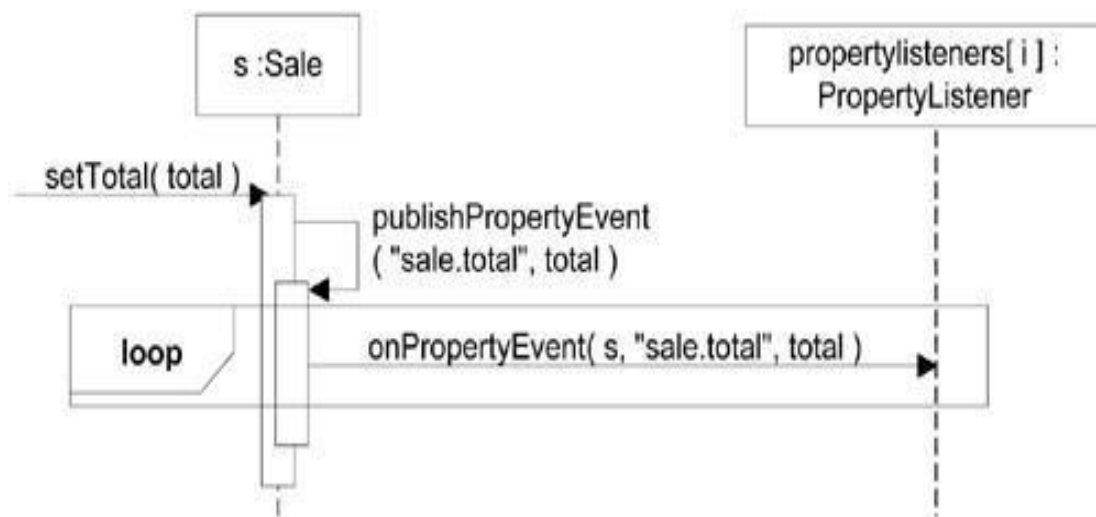 s :Sale
propertylisteners[ i ] :
PropertyListener
setTotal( total )
publishPropertyEvent
( "sale.total", total )
loop
onPropertyEvent( s, "sale.total", total )